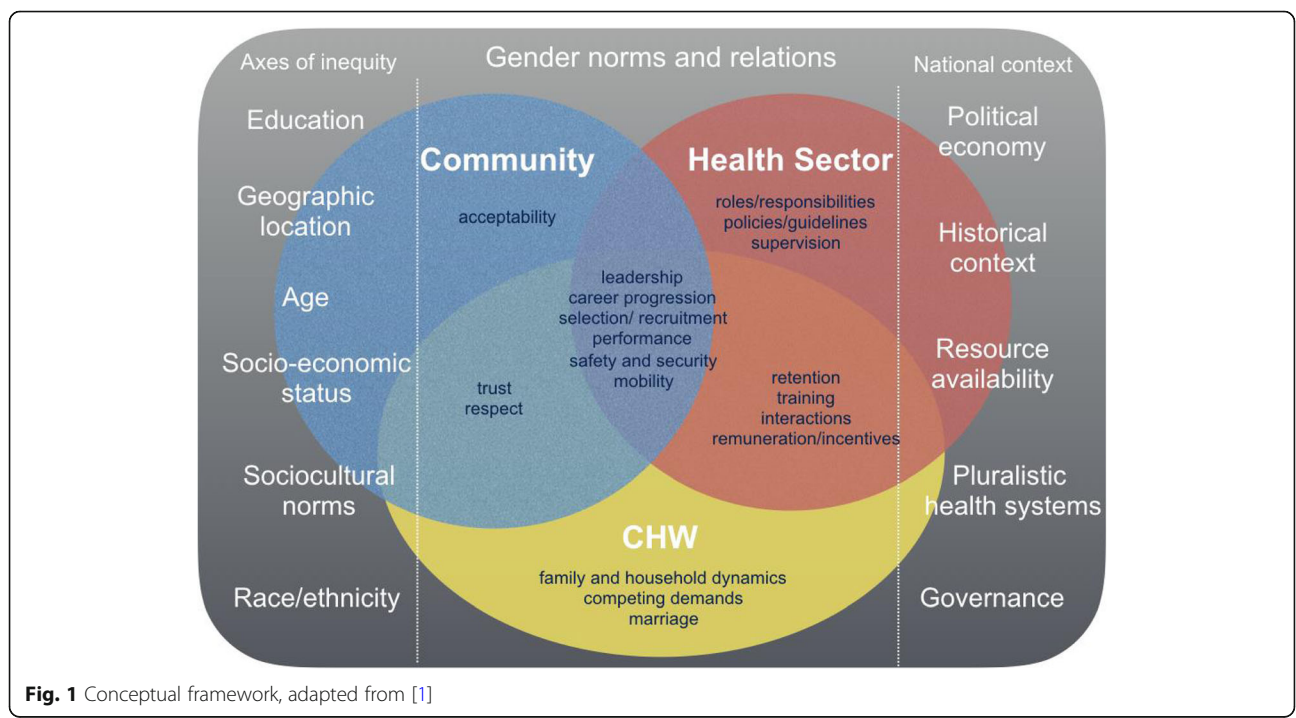 Axes of inequity
Gender norms and relations
National context
Education
Geographic
location
Age
Socio-economic
status
Sociocultural
norms
Race/ethnicity
Community
acceptability
trust
respect
Health Sector
roles/responsibilities
policies/guidelines
supervision
leadership
career progression
selection/ recruitment
performance
safety and security
mobility
retention
training
interactions
remuneration/incentives
CHW
family and household dynamics
competing demands
marriage
Political
economy
Historical
context
Resource
availability
Pluralistic
health systems
Governance
Fig. 1 Conceptual framework, adapted from [1]